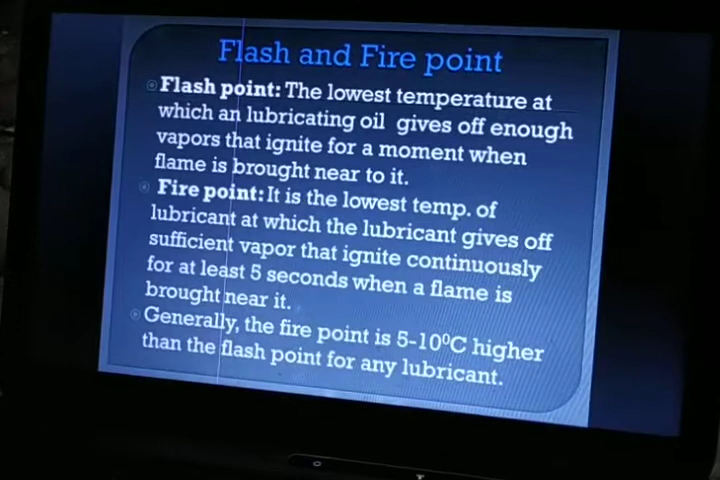 Flash and Fire point
Flash point: The lowest temperature at
which an lubricating oil gives off enough
vapors that ignite for a moment when
flame is brought near to it.
Fire point: It is the lowest temp. of
lubricant at which the lubricant gives off
sufficient vapor that ignite continuously
for at least 5 seconds when a flame is
brought near it.
Generally, the fire point is 5-10⁰C higher
than the flash point for any lubricant.